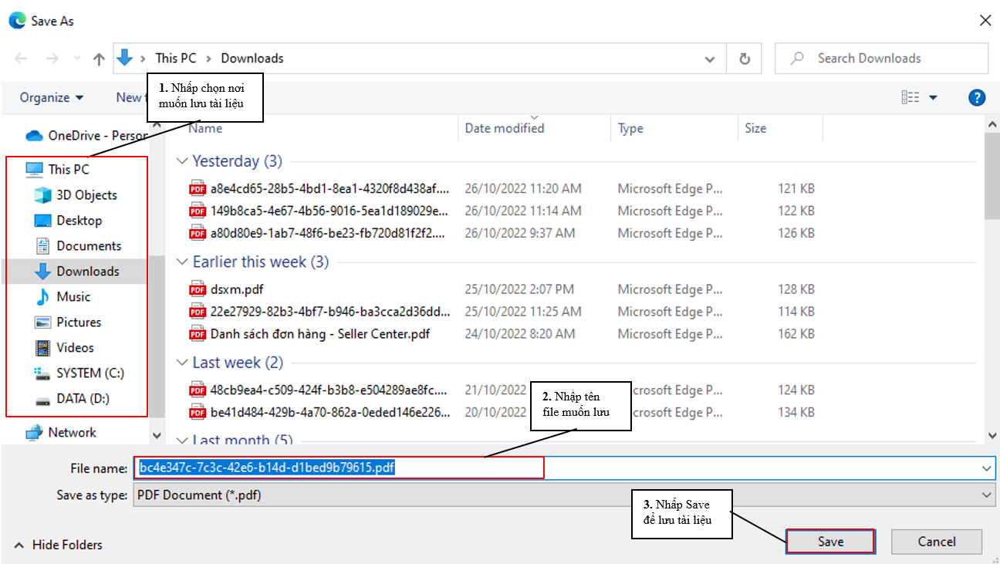 Save As
This PC > Downloads
Search Downloads
1. Nhấp chọn nơi
muốn lưu tài liệu
Organize
New
OneDrive - Person
This PC
3D Objects
Desktop
Documents
Downloads
Music
Pictures
Videos
SYSTEM (C:)
DATA (D:)
Network
Name Date modified Type Size
Yesterday (3)
a8e4cd65-28b5-4bd1-8ea1-4320f8d438af.... 26/10/2022 11:20 AM Microsoft Edge P... 121 KB
149b8ca5-4e67-4b56-9016-5ea1d189029e... 26/10/2022 11:14 AM Microsoft Edge P... 122 KB
a80d80e9-1ab7-48f6-be23-fb720d81f2f2.... 26/10/2022 9:37 AM Microsoft Edge P... 126 KB
Earlier this week (3)
dsxm.pdf 25/10/2022 2:07 PM Microsoft Edge P... 128 KB
22e27929-82b3-4bf7-b946-ba3cca2d36dd... 25/10/2022 11:25 AM Microsoft Edge P... 114 KB
Danh sách đơn hàng - Seller Center.pdf 24/10/2022 8:20 AM Microsoft Edge P... 162 KB
Last week (2)
48cb9ea4-c509-424f-b3b8-e504289ae8fc.... 21/10/2022 crosoft Edge P... 124 KB
be41d484-429b-4a70-862a-0eded146e226... 20/10/2022 crosoft Edge P... 134 KB
Last month (5)
2. Nhập tên
file muốn lưu
File name: bc4e347c-7c3c-42e6-b14d-d1bed9b79615.pdf
Save as type: PDF Document (*.pdf)
3. Nhấp Save
để lưu tài liệu
Hide Folders
Save
Cancel